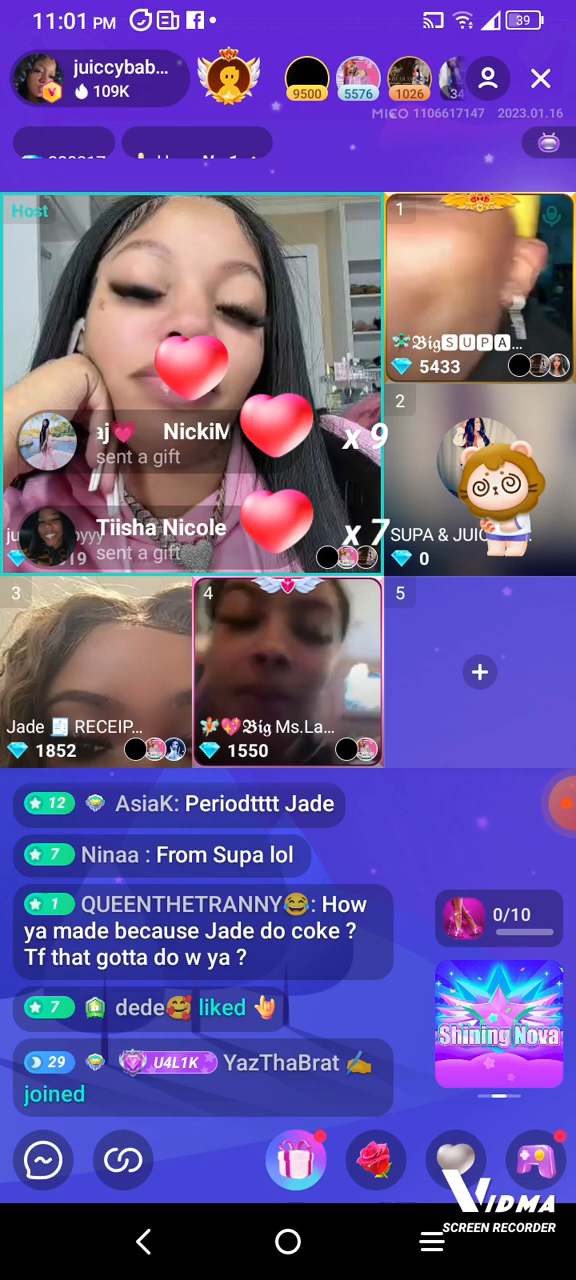 11:01 PM
39
juiccybab...
109K
9500
5576
1026
34
MICO 1106617147 2023.01.16
Host
1
𝕭𝖎𝖌🆂🆄🅿🅰...
5433
2
aj💗 NickiM
sent a gift
x 9
Tiisha Nicole
sent a gift
x 7
19
SUPA & JUIC
0
3
4
5
Jade 🧾 RECEIP...
1852
🧚💖𝕭𝖎𝖌 Ms.La...
1550
12 AsiaK: Periodtttt Jade
7 Ninaa : From Supa lol
1 QUEENTHETRANNY😂: How
ya made because Jade do coke ?
Tf that gotta do w ya ?
7 dede🥰 liked 🤟
29 U4L1K YazThaBrat ✍️
joined
0/10
Shining Nova
VIDMA
SCREEN RECORDER